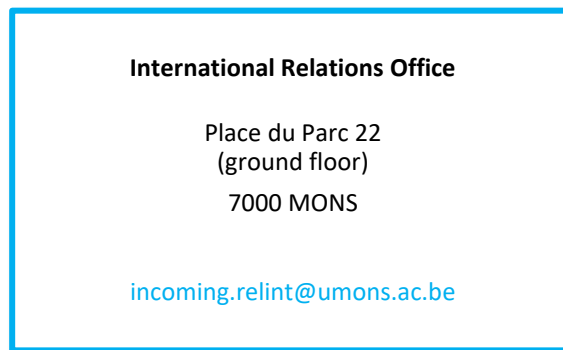 International Relations Office
Place du Parc 22
(ground floor)
7000 MONS
incoming.relint@umons.ac.be